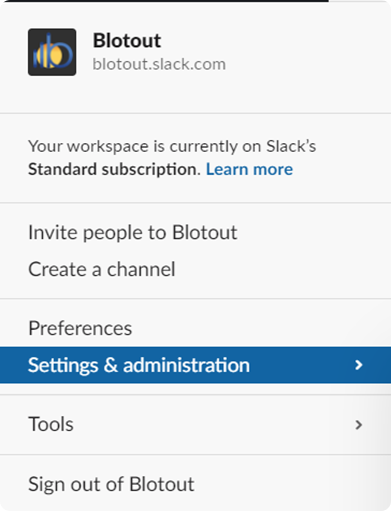 Blotout
blotout.slack.com
Your workspace is currently on Slack's
Standard subscription. Learn more
Invite people to Blotout
Create a channel
Preferences
Settings & administration
Tools
Sign out of Blotout